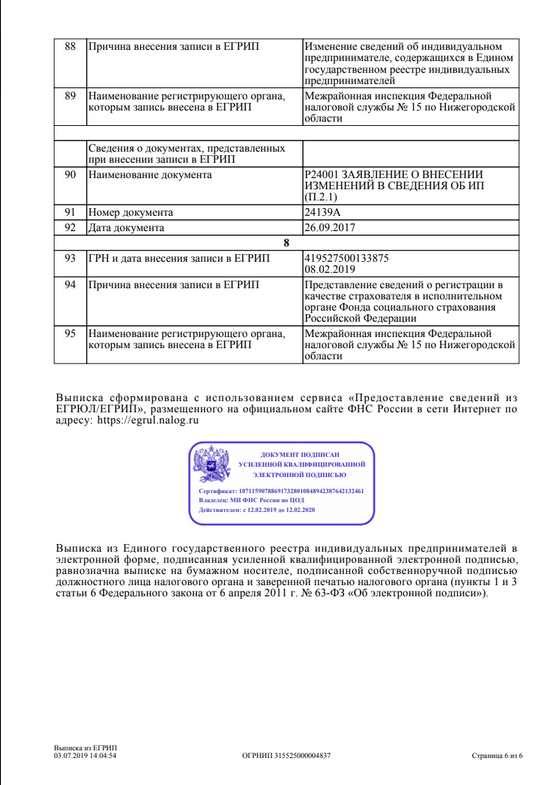 88 Причина внесения записи в ЕГРИП Изменение сведений об индивидуальном
предпринимателе, содержащихся в Едином
государственном реестре индивидуальных
предпринимателей
89 Наименование регистрирующего органа, Межрайонная инспекция Федеральной
которым запись внесена в ЕГРИП налоговой службы № 15 по Нижегородской
области
Сведения о документах, представленных
при внесении записи в ЕГРИП
90 Наименование документа Р24001 ЗАЯВЛЕНИЕ О ВНЕСЕНИИ
ИЗМЕНЕНИЙ В СВЕДЕНИЯ ОБ ИП
(П.2.1)
91 Номер документа 24139А
92 Дата документа 26.09.2017
8
93 ГРН и дата внесения записи в ЕГРИП 419527500133875
08.02.2019
94 Причина внесения записи в ЕГРИП Представление сведений о регистрации в
качестве страхователя в исполнительном
органе Фонда социального страхования
Российской Федерации
95 Наименование регистрирующего органа, Межрайонная инспекция Федеральной
которым запись внесена в ЕГРИП налоговой службы № 15 по Нижегородской
области
Выписка сформирована с использованием сервиса «Предоставление сведений из
ЕГРЮЛ/ЕГРИП», размещенного на официальном сайте ФНС России в сети Интернет по
адресу: https://egrul.nalog.ru
ДОКУМЕНТ ПОДПИСАН
УСИЛЕННОЙ КВАЛИФИЦИРОВАННОЙ
ЭЛЕКТРОННОЙ ПОДПИСЬЮ
Сертификат: 107115907886917328010848942387642132461
Владелец: МИ ФНС России по ЦОД
Действителен: с 12.02.2019 до 12.02.2020
Выписка из Единого государственного реестра индивидуальных предпринимателей в
электронной форме, подписанная усиленной квалифицированной электронной подписью,
равнозначна выписке на бумажном носителе, подписанной собственноручной подписью
должностного лица налогового органа и заверенной печатью налогового органа (пункты 1 и 3
статьи 6 Федерального закона от 6 апреля 2011 г. № 63-ФЗ «Об электронной подписи»).
Выписка из ЕГРИП
03.07.2019 14:04:54 ОГРНИП 315525000004837 Страница 6 из 6